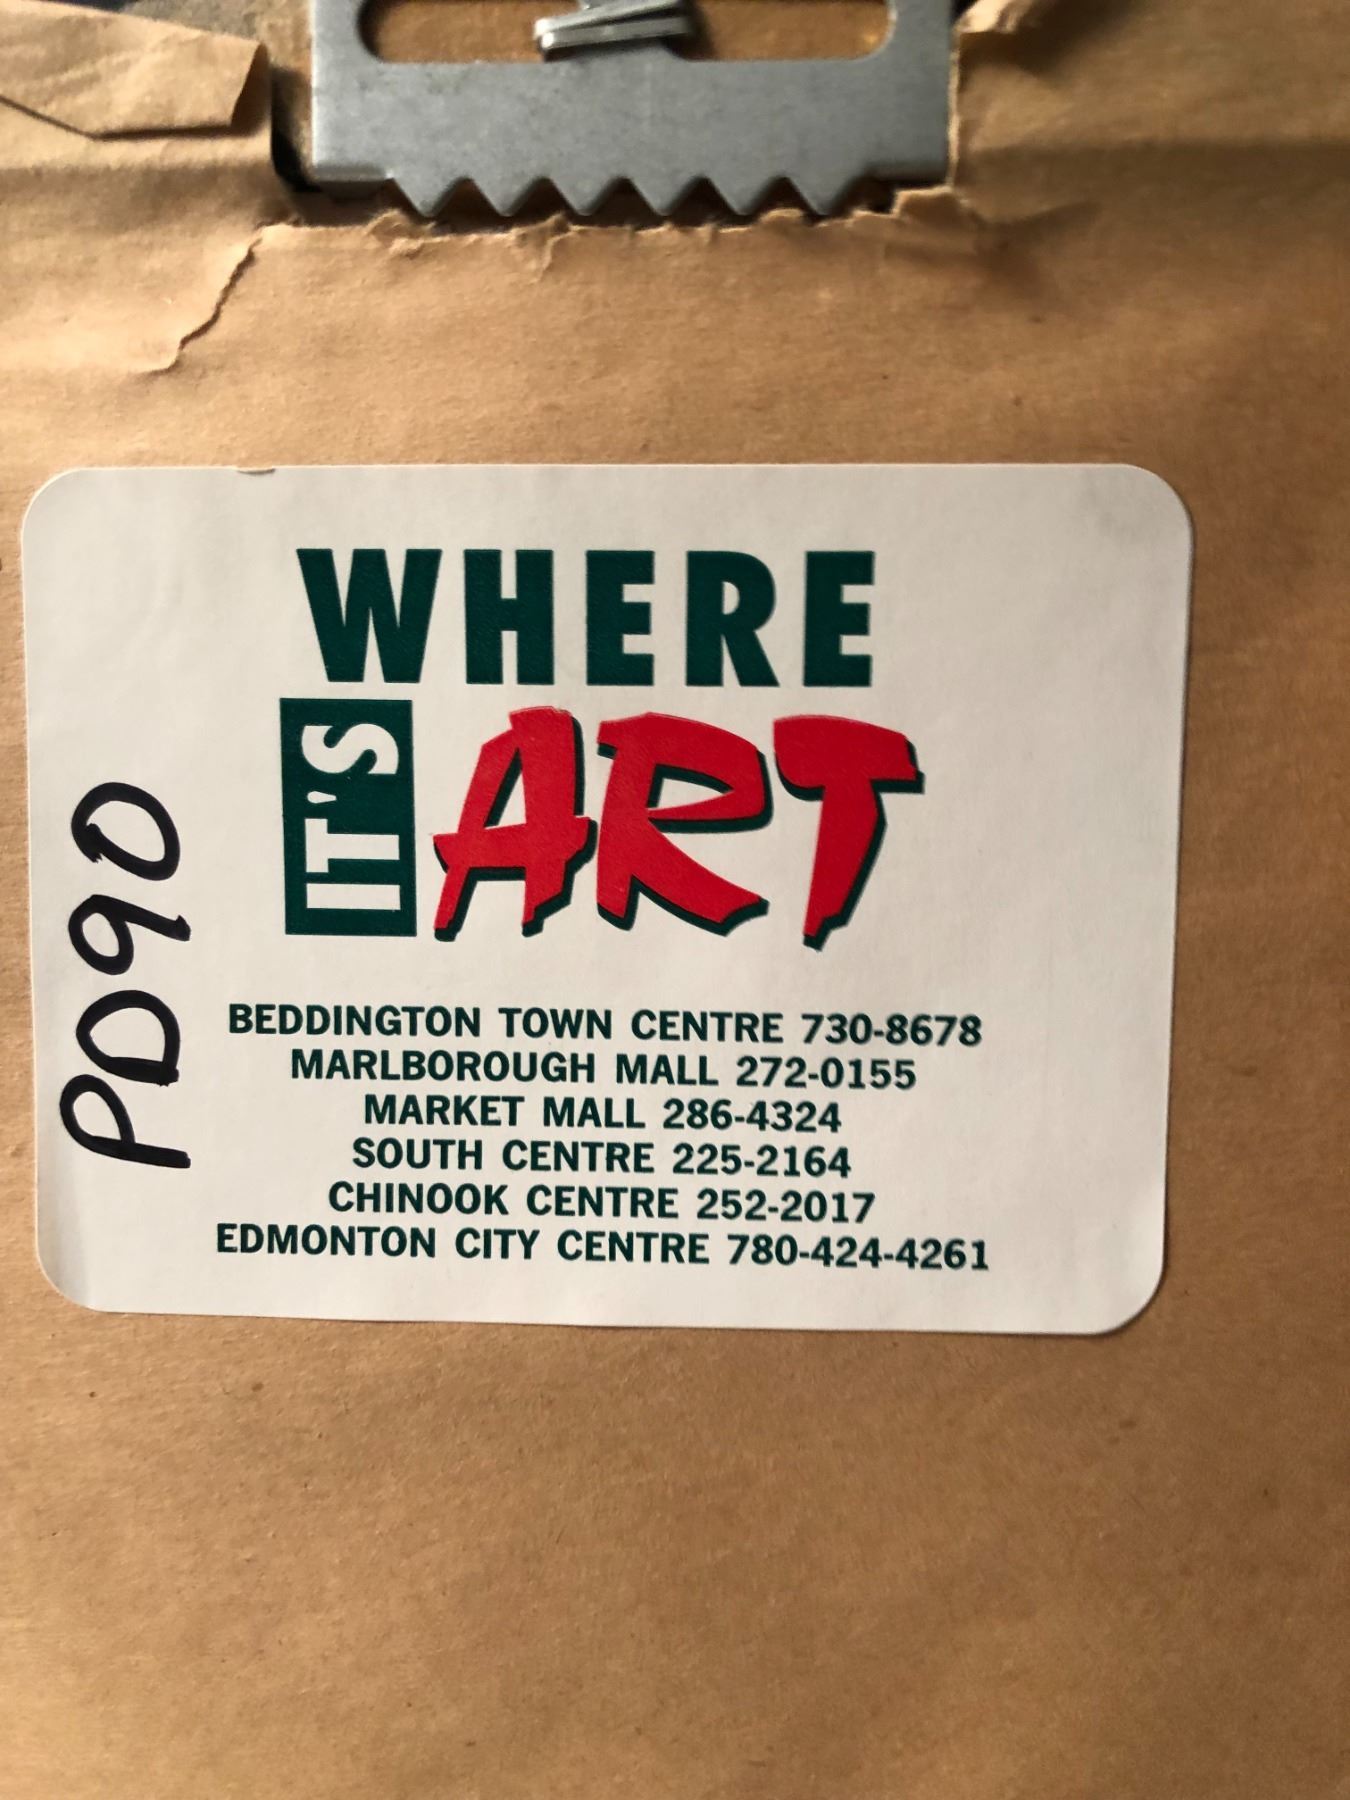 WHERE
IT'S ART
PD90
BEDDINGTON TOWN CENTRE 730-8678
MARLBOROUGH MALL 272-0155
MARKET MALL 286-4324
SOUTH CENTRE 225-2164
CHINOOK CENTRE 252-2017
EDMONTON CITY CENTRE 780-424-4261